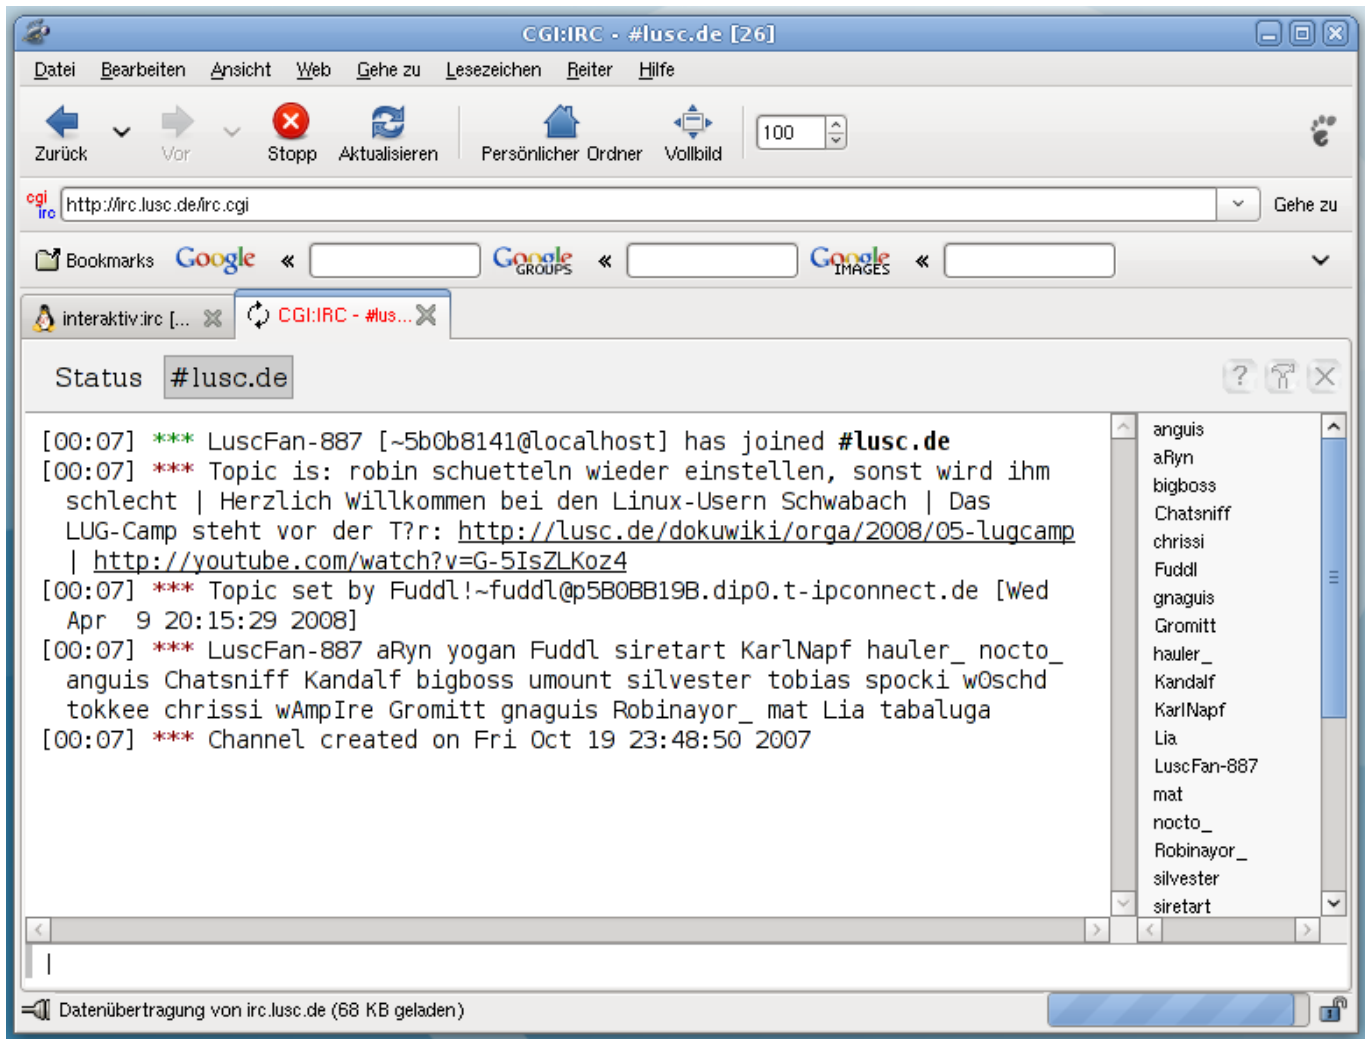 CGI:IRC - #lusc.de [26]
Datei Bearbeiten Ansicht Web Gehe zu Lesezeichen Reiter Hilfe
Zurück Vor Stopp Aktualisieren Persönlicher Ordner Vollbild 100
cgi irc http://irc.lusc.de/irc.cgi Gehe zu
Bookmarks Google « Google GROUPS « Google IMAGES «
interaktiv:irc [... CGI:IRC - #lus...
Status #lusc.de ?
[00:07] *** LuscFan-887 [~5b0b8141@localhost] has joined #lusc.de
[00:07] *** Topic is: robin schuetteln wieder einstellen, sonst wird ihm
schlecht | Herzlich Willkommen bei den Linux-Usern Schwabach | Das
LUG-Camp steht vor der T?r: http://lusc.de/dokuwiki/orga/2008/05-lugcamp
| http://youtube.com/watch?v=G-5IsZLKoz4
[00:07] *** Topic set by Fuddl!~fuddl@p5B0BB19B.dip0.t-ipconnect.de [Wed
Apr  9 20:15:29 2008]
[00:07] *** LuscFan-887 aRyn yogan Fuddl siretart KarlNapf hauler_ nocto_
anguis Chatsniff Kandalf bigboss umount silvester tobias spocki w0schd
tokkee chrissi wAmpIre Gromitt gnaguis Robinayor_ mat Lia tabaluga
[00:07] *** Channel created on Fri Oct 19 23:48:50 2007
anguis
aRyn
bigboss
Chatsniff
chrissi
Fuddl
gnaguis
Gromitt
hauler_
Kandalf
KarlNapf
Lia
LuscFan-887
mat
nocto_
Robinayor_
silvester
siretart
Datenübertragung von irc.lusc.de (68 KB geladen)